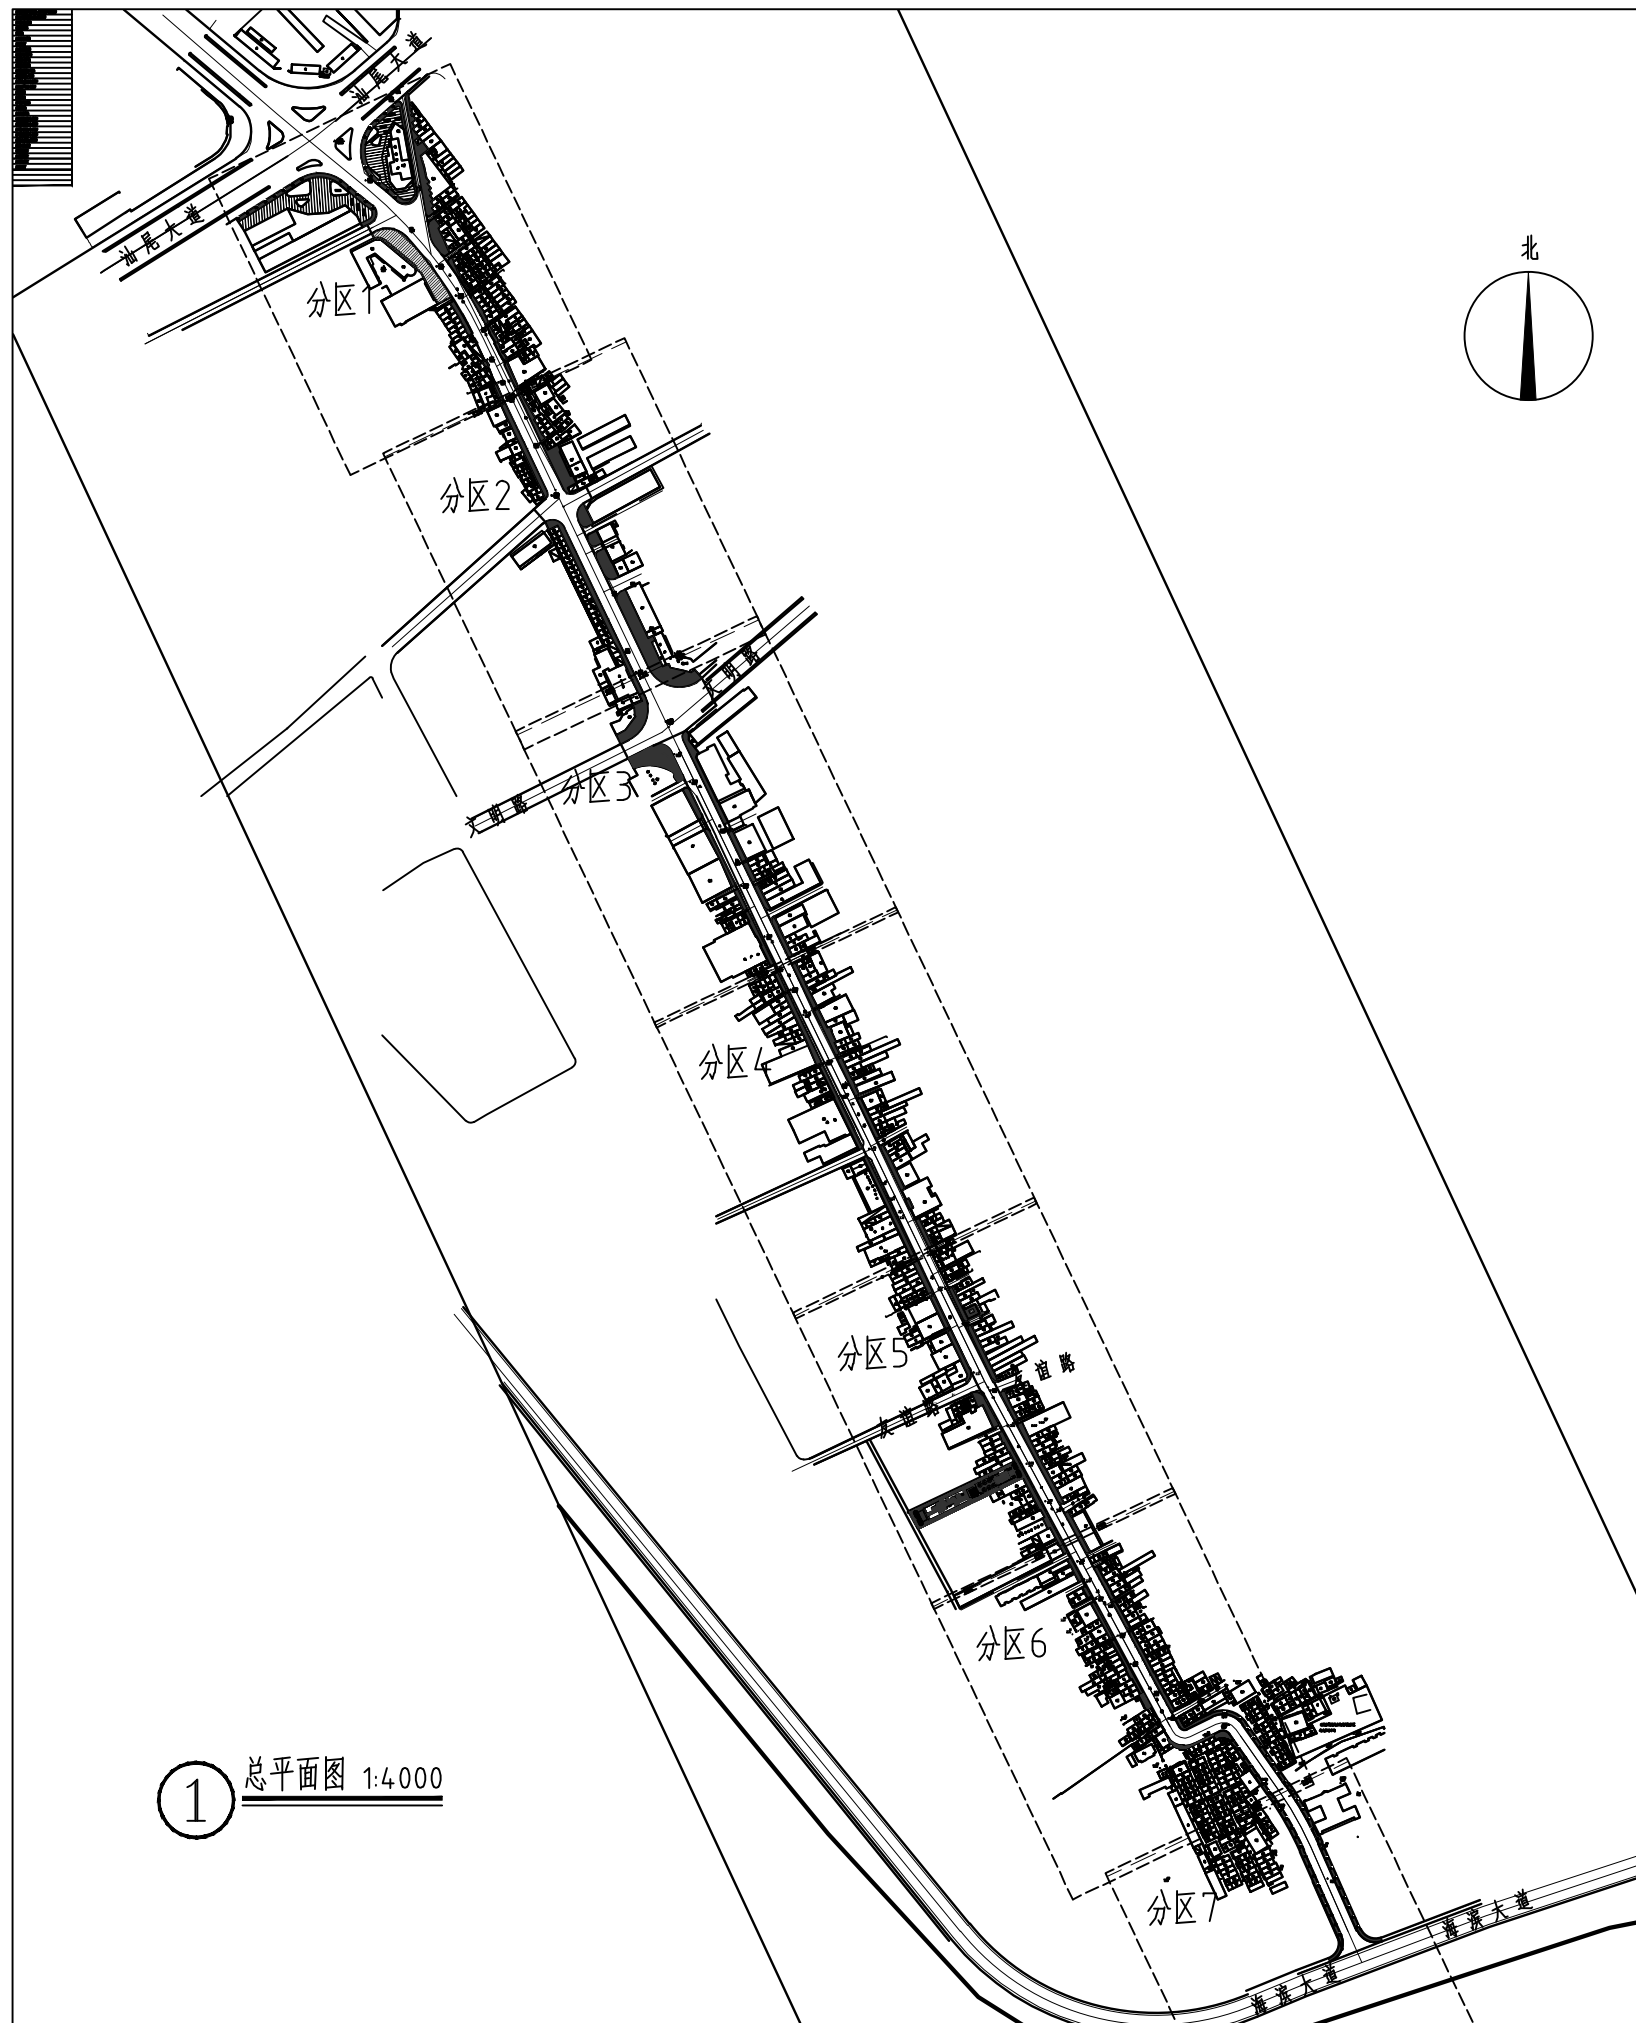 汕尾大道
汕尾大道
北
分区1
分区2
明路
分区3
文明路
分区4
分区5
谊路
友谊路
分区6
1
总平面图 1:4000
分区7
海滨大道
海滨大道